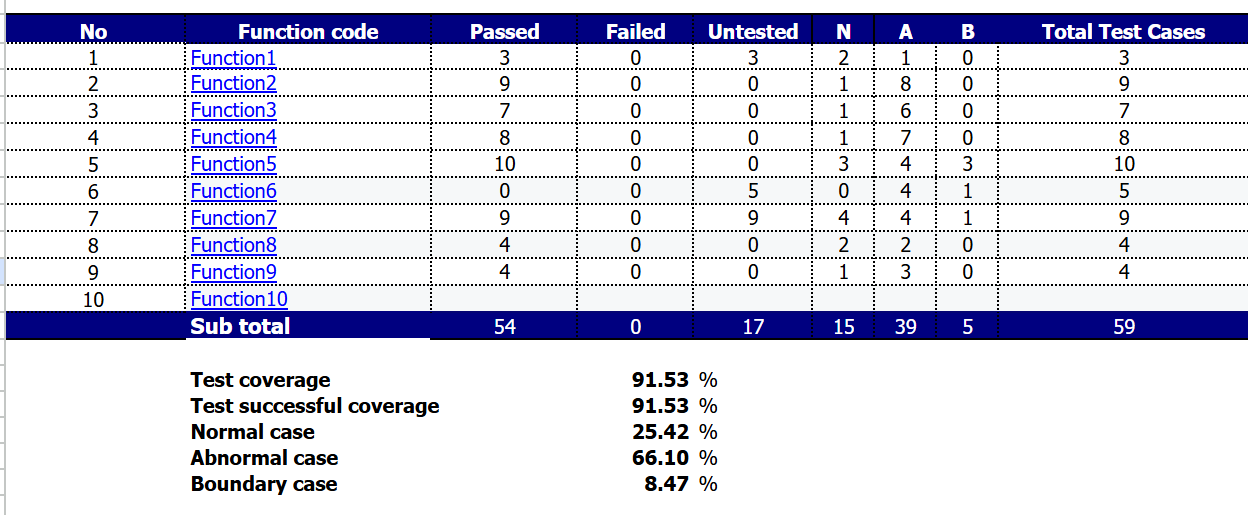 No Function code Passed Failed Untested N A B Total Test Cases
1 Function1 3 0 3 2 1 0 3
2 Function2 9 0 0 1 8 0 9
3 Function3 7 0 0 1 6 0 7
4 Function4 8 0 0 1 7 0 8
5 Function5 10 0 0 3 4 3 10
6 Function6 0 0 5 0 4 1 5
7 Function7 9 0 9 4 4 1 9
8 Function8 4 0 0 2 2 0 4
9 Function9 4 0 0 1 3 0 4
10 Function10
Sub total 54 0 17 15 39 5 59
Test coverage 91.53 %
Test successful coverage 91.53 %
Normal case 25.42 %
Abnormal case 66.10 %
Boundary case 8.47 %